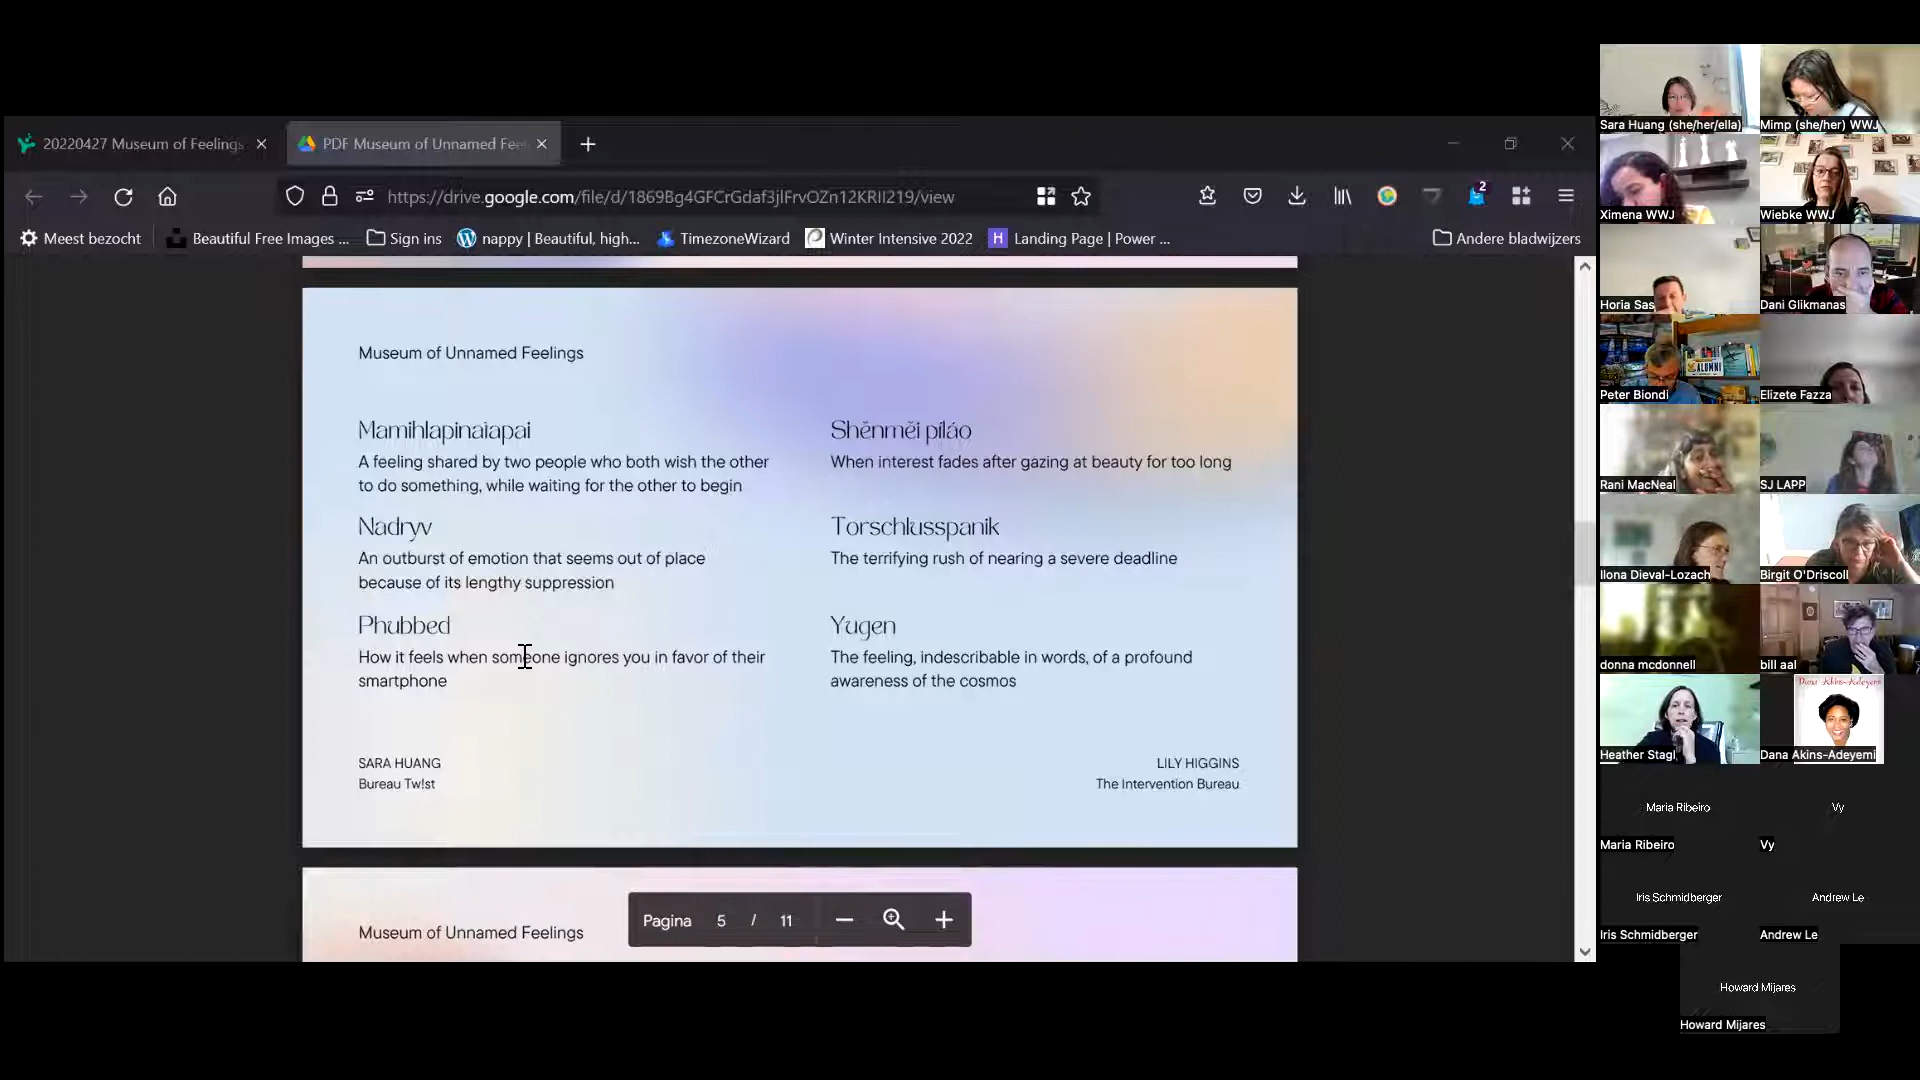 20220427 Museum of Feelings
PDF Museum of Unnamed Fee
https://drive.google.com/file/d/1869Bg4GFCrGdaf3jlFrvOZn12KRII219/view
2
Meest bezocht
Beautiful Free Images ...
Sign ins
nappy | Beautiful, high...
TimezoneWizard
Winter Intensive 2022
H
Landing Page | Power ...
Andere bladwijzers
Museum of Unnamed Feelings
Mamihlapinatapai
A feeling shared by two people who both wish the other
to do something, while waiting for the other to begin
Nadryv
An outburst of emotion that seems out of place
because of its lengthy suppression
Phubbed
How it feels when someone ignores you in favor of their
smartphone
Shěnměi píláo
When interest fades after gazing at beauty for too long
Torschlusspanik
The terrifying rush of nearing a severe deadline
Yugen
The feeling, indescribable in words, of a profound
awareness of the cosmos
SARA HUANG
Bureau Tw!st
LILY HIGGINS
The Intervention Bureau
Museum of Unnamed Feelings
Pagina 5 / 11
Sara Huang (she/her/ella)
Mimp (she/her) WWJ
Ximena WWJ
Wiebke WWJ
Horia Sas
Dani Glikmanas
ALUMNI
Peter Biondi
Elizete Fazza
Rani MacNeal
SJ LAPP
Ilona Dieval-Lozach
Birgit O'Driscoll
donna mcdonnell
bill aal
Dana Akins-Adeyemi
Heather Stagl
Dana Akins-Adeyemi
Maria Ribeiro
Vy
Maria Ribeiro
Vy
Iris Schmidberger
Andrew Le
Iris Schmidberger
Andrew Le
Howard Mijares
Howard Mijares